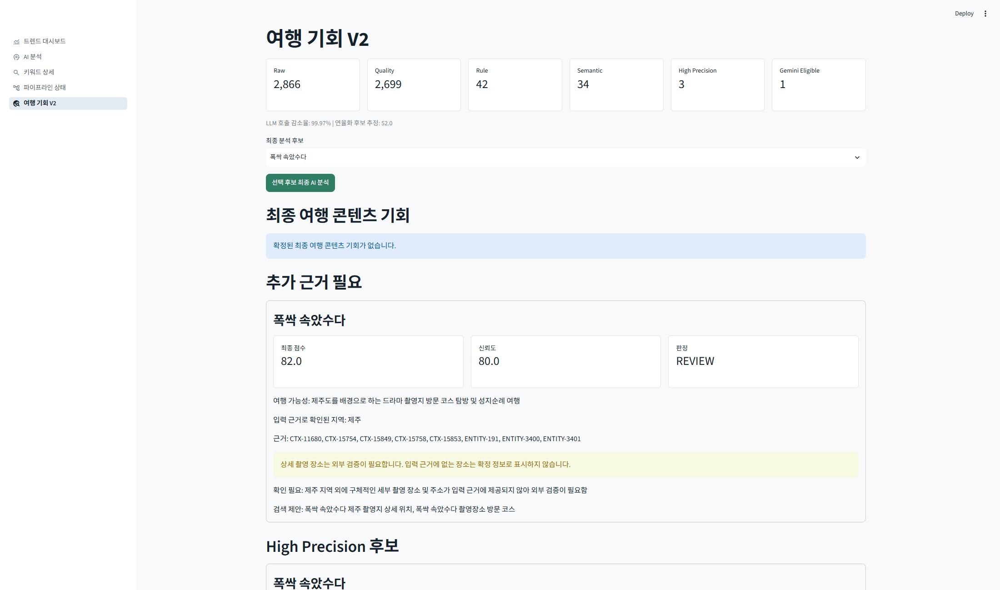 Deploy
트렌드 대시보드
AI 분석
키워드 상세
파이프라인 상태
여행 기회 V2
여행 기회 V2
Raw
2,866
Quality
2,699
Rule
42
Semantic
34
High Precision
3
Gemini Eligible
1
LLM 호출 감소율: 99.97% | 연율화 후보 추정: 52.0
최종 분석 후보
폭싹 속았수다
선택 후보 최종 AI 분석
최종 여행 콘텐츠 기회
확정된 최종 여행 콘텐츠 기회가 없습니다.
추가 근거 필요
폭싹 속았수다
최종 점수
82.0
신뢰도
80.0
판정
REVIEW
여행 가능성: 제주도를 배경으로 하는 드라마 촬영지 방문 코스 탐방 및 성지순례 여행
입력 근거로 확인된 지역: 제주
근거: CTX-11680, CTX-15754, CTX-15849, CTX-15758, CTX-15853, ENTITY-191, ENTITY-3400, ENTITY-3401
상세 촬영 장소는 외부 검증이 필요합니다. 입력 근거에 없는 장소는 확정 정보로 표시하지 않습니다.
확인 필요: 제주 지역 외에 구체적인 세부 촬영 장소 및 주소가 입력 근거에 제공되지 않아 외부 검증이 필요함
검색 제안: 폭싹 속았수다 제주 촬영지 상세 위치, 폭싹 속았수다 촬영장소 방문 코스
High Precision 후보
폭싹 속았수다